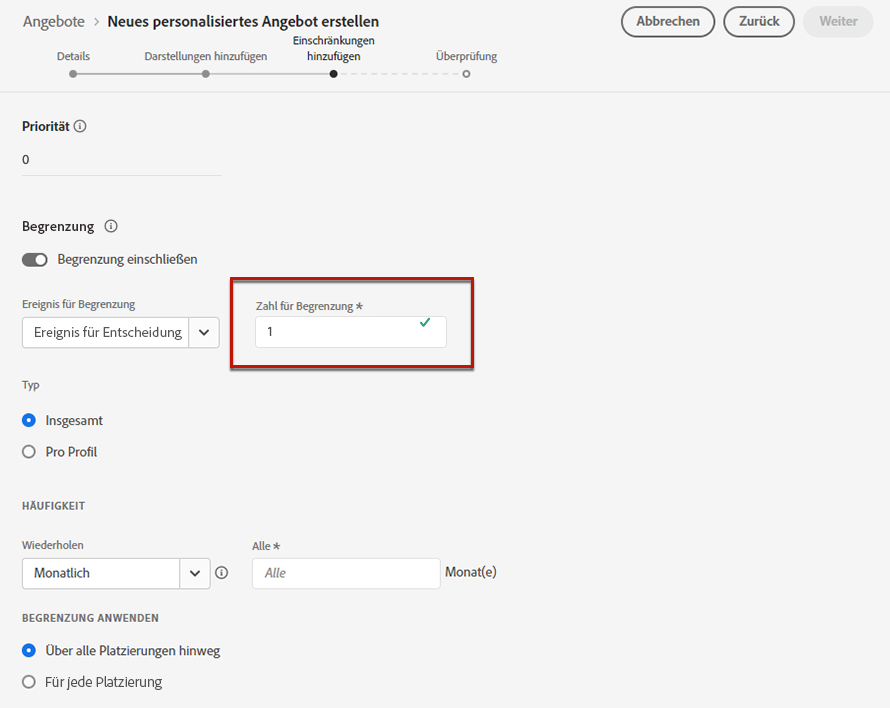 Angebote > Neues personalisiertes Angebot erstellen
Abbrechen
Zurück
Weiter
Details
Darstellungen hinzufügen
Einschränkungen
hinzufügen
Überprüfung
Priorität
0
Begrenzung
Begrenzung einschließen
Ereignis für Begrenzung
Ereignis für Entscheidung
Zahl für Begrenzung *
1
Typ
Insgesamt
Pro Profil
HÄUFIGKEIT
Wiederholen
Monatlich
Alle *
Alle
Monat(e)
BEGRENZUNG ANWENDEN
Über alle Platzierungen hinweg
Für jede Platzierung